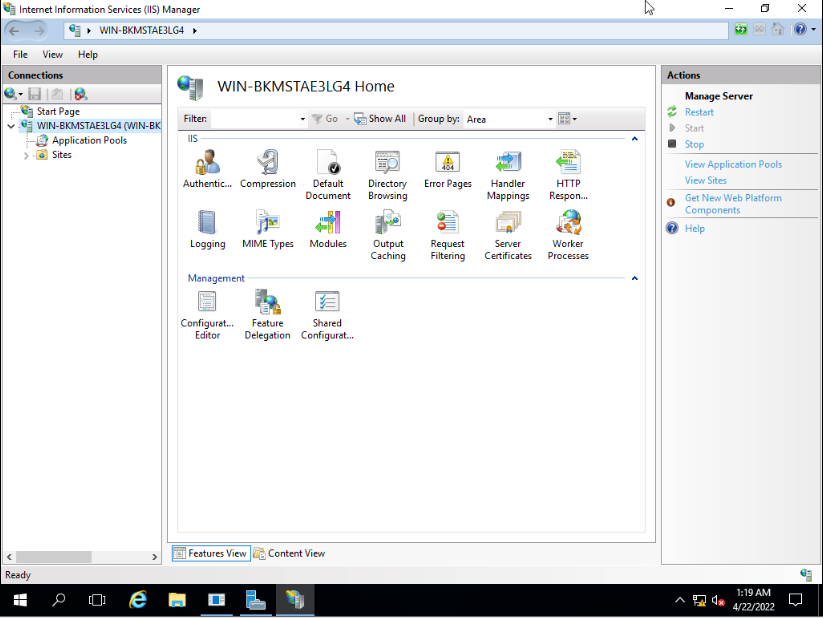 Internet Information Services (IIS) Manager
WIN-BKMSTAE3LG4
File View Help
Connections
Start Page
WIN-BKMSTAE3LG4 (WIN-BK
Application Pools
Sites
WIN-BKMSTAE3LG4 Home
Filter: Go Show All Group by: Area
IIS
Authentic... Compression Default Document Directory Browsing Error Pages Handler Mappings HTTP Respon...
Logging MIME Types Modules Output Caching Request Filtering Server Certificates Worker Processes
Management
Configurat... Editor Feature Delegation Shared Configurat...
Features View Content View
Actions
Manage Server
Restart
Start
Stop
View Application Pools
View Sites
Get New Web Platform
Components
Help
Ready
1:19 AM
4/22/2022